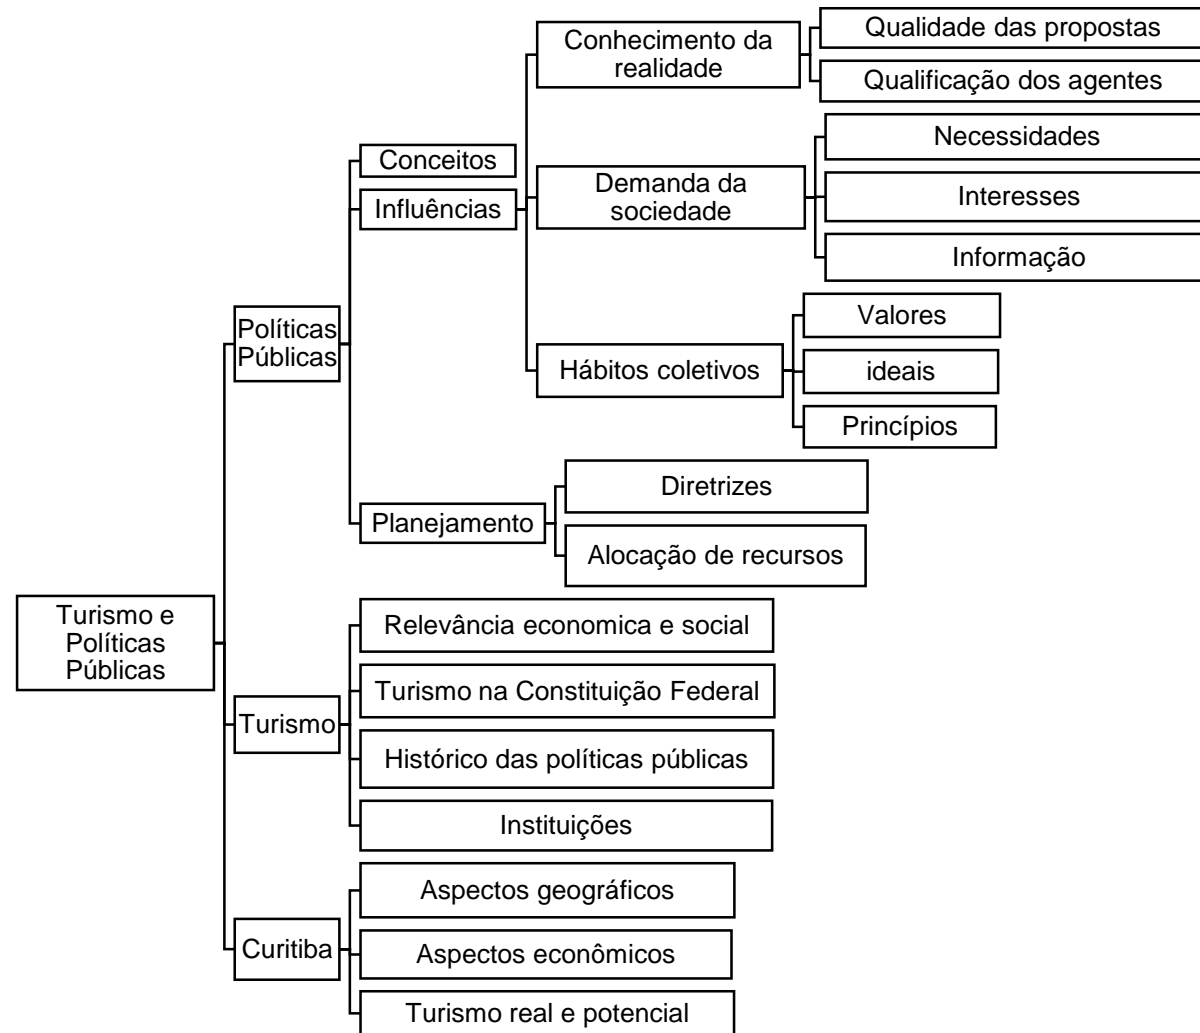 Turismo e
Políticas
Públicas
Políticas
Públicas
Conceitos
Influências
Conhecimento da
realidade
Qualidade das propostas
Qualificação dos agentes
Demanda da
sociedade
Necessidades
Interesses
Informação
Hábitos coletivos
Valores
ideais
Princípios
Planejamento
Diretrizes
Alocação de recursos
Turismo
Relevância economica e social
Turismo na Constituição Federal
Histórico das políticas públicas
Instituições
Curitiba
Aspectos geográficos
Aspectos econômicos
Turismo real e potencial